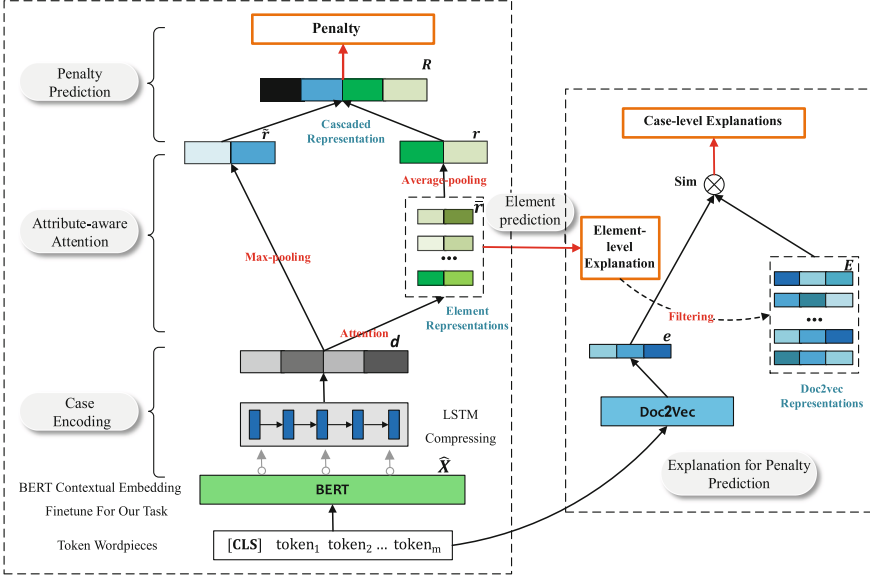 Penalty
R
Penalty
Prediction
Cascaded
Representation
r̃
r
Average-pooling
Case-level Explanations
Sim
Attribute-aware
Attention
Max-pooling
r̄
Element
prediction
Element-
level
Explanation
E
•••
•••
Element
Representations
Filtering
Attention
d
e
Doc2vec
Representations
Case
Encoding
LSTM
Compressing
Doc2Vec
X̂
BERT Contextual Embedding
BERT
Finetune For Our Task
Explanation for Penalty
Prediction
Token Wordpieces
[CLS] token₁ token₂ ... tokenₘ